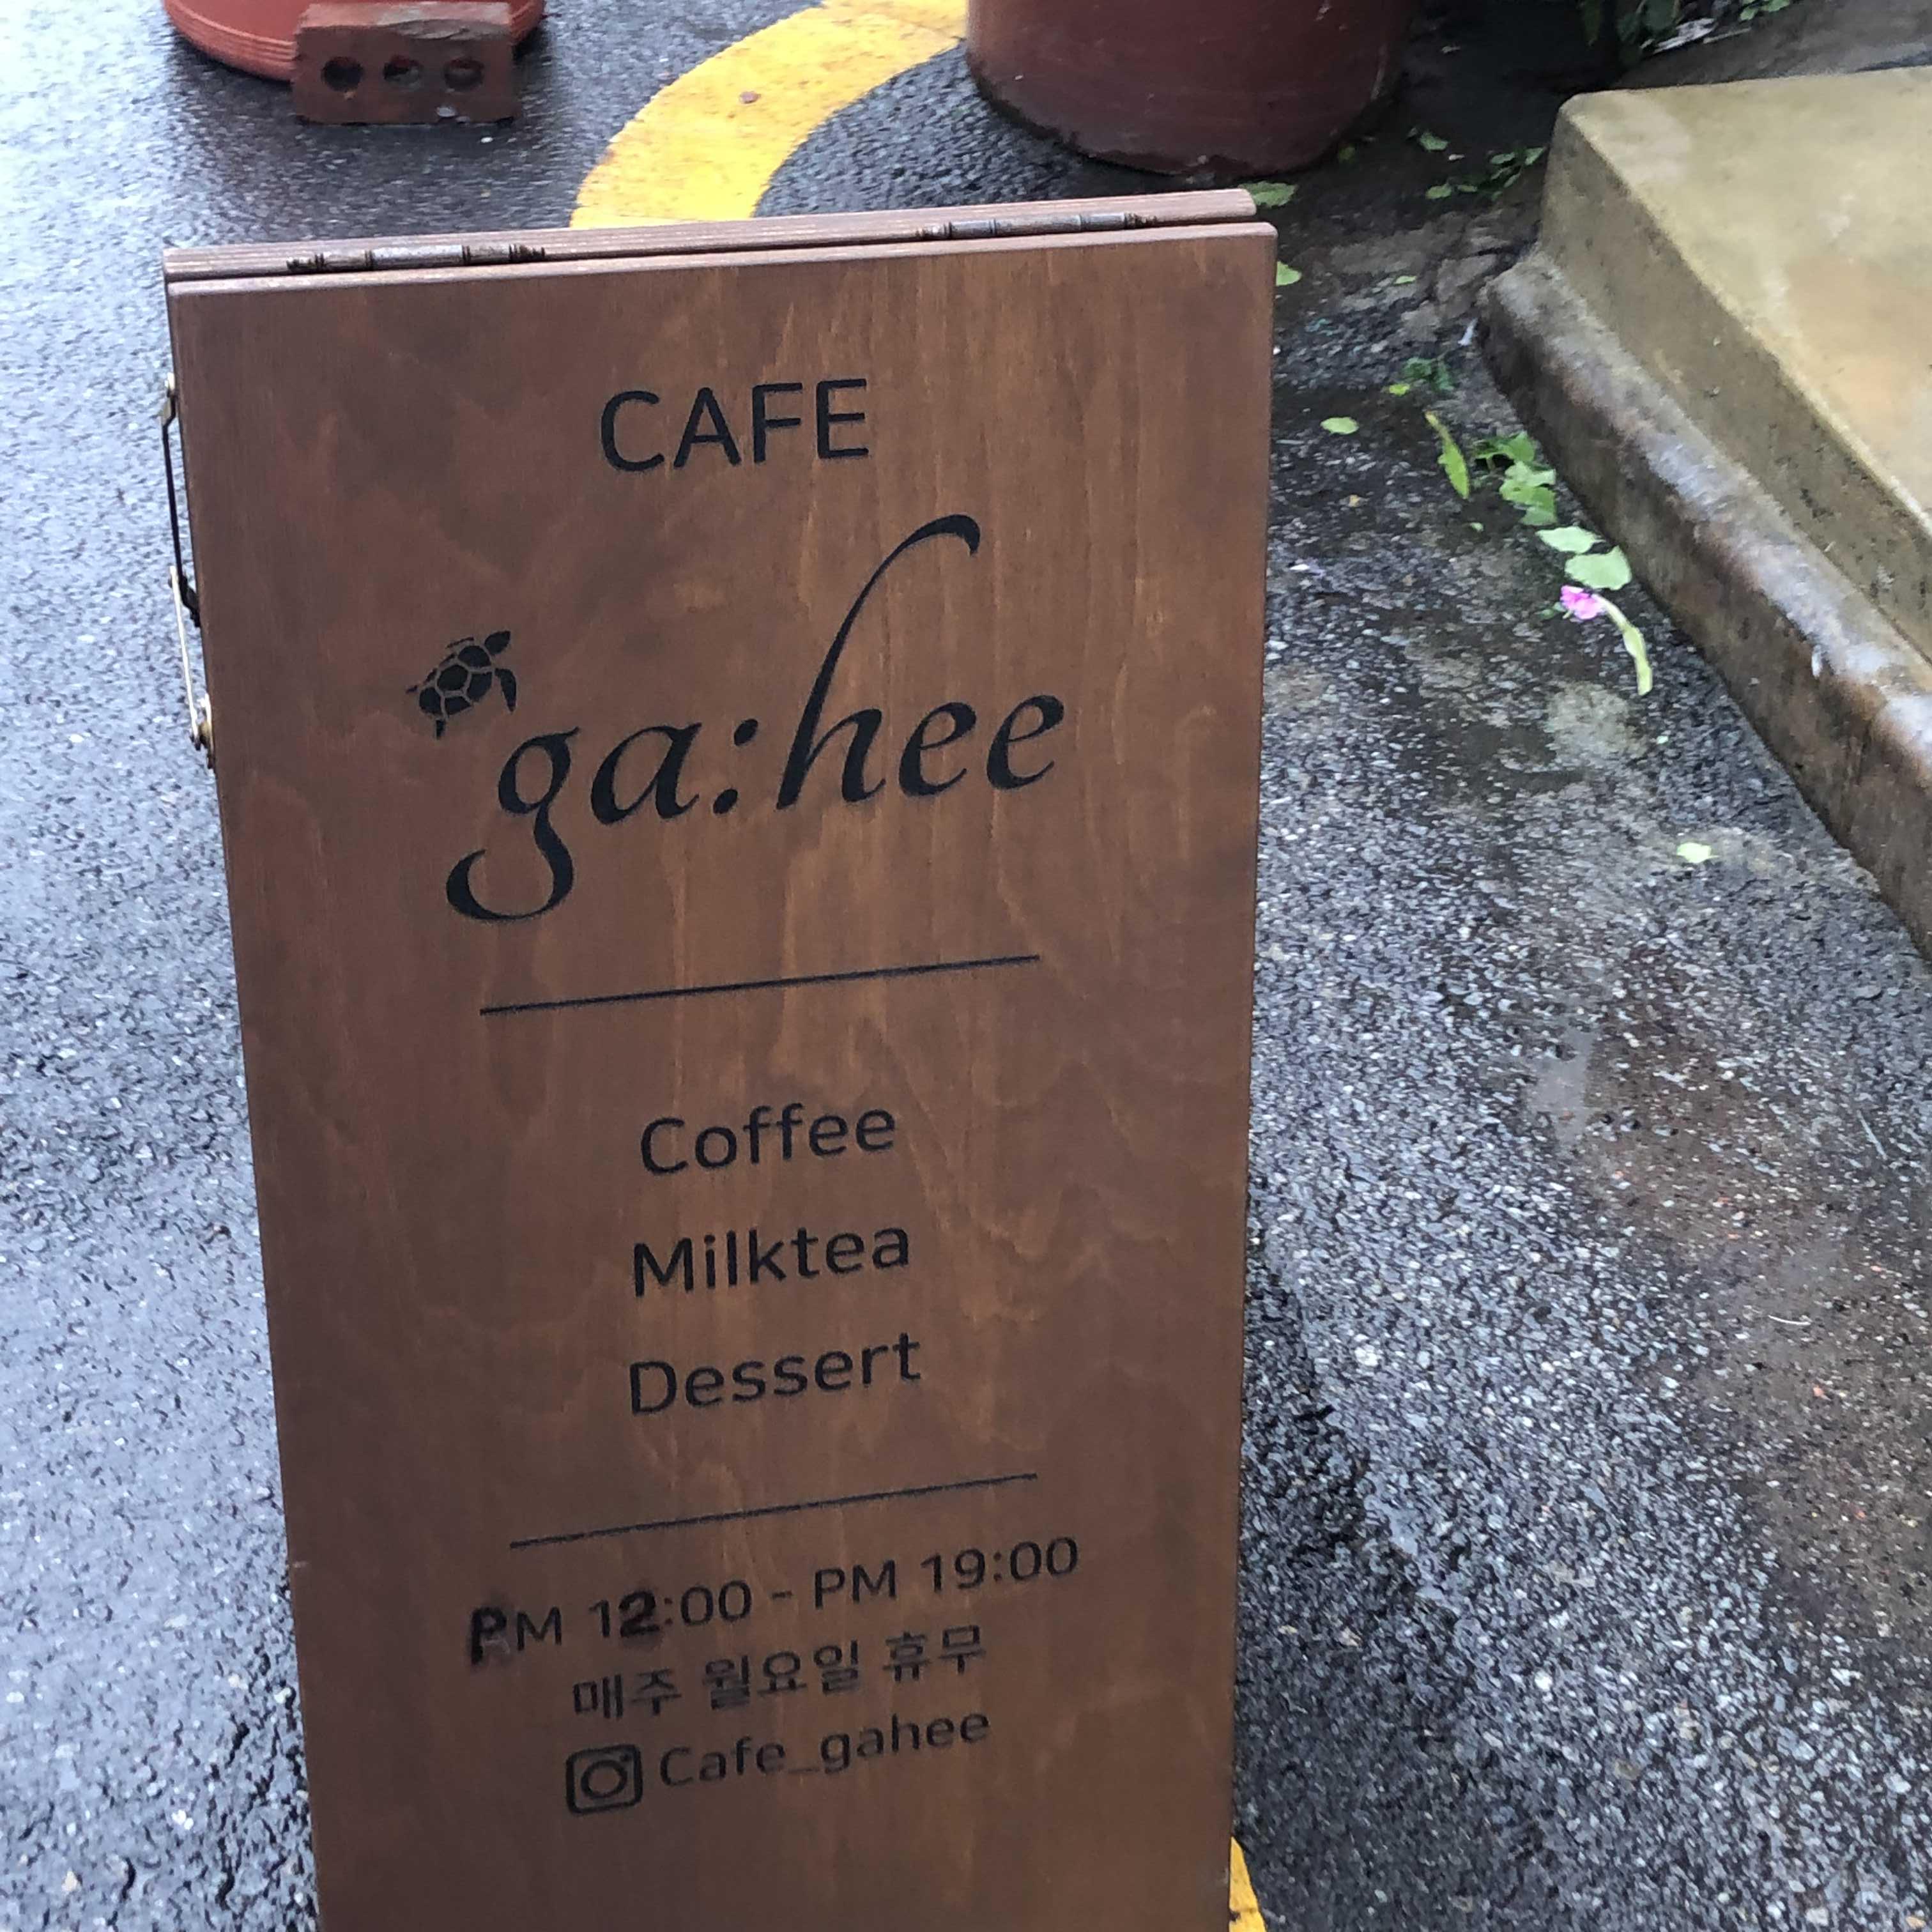 CAFE
ga:hee
Coffee
Milktea
Dessert
PM 12:00 - PM 19:00
매주 월요일 휴무
Cafe_gahee